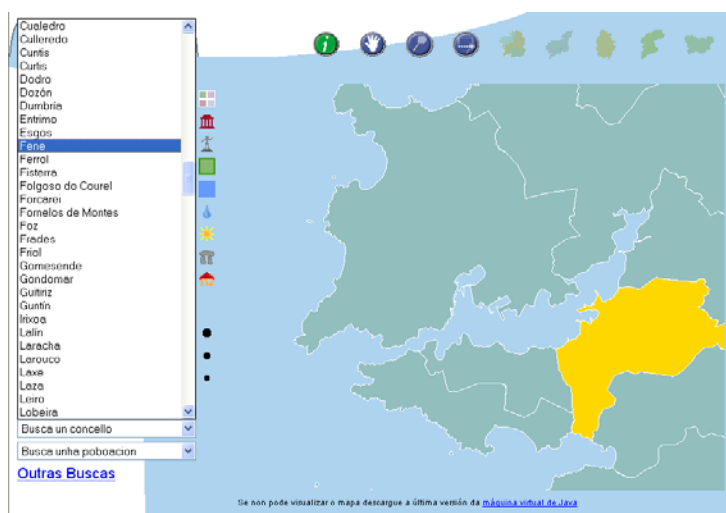 Cualedro
Culleredo
Cuntis
Curtis
Dodro
Dozón
Dumbría
Entrimo
Esgos
Fene
Ferrol
Fisterra
Folgoso do Courel
Forcarei
Fornelos de Montes
Foz
Frades
Friol
Gomesende
Gondomar
Guitiriz
Guntín
Irixoa
Lalín
Laracha
Larouco
Laxe
Laza
Leiro
Lobeira
Busca un concello
Busca unha poboacion
Outras Buscas
Se non pode visualizar o mapa descargue a última versión da máquina virtual de Java